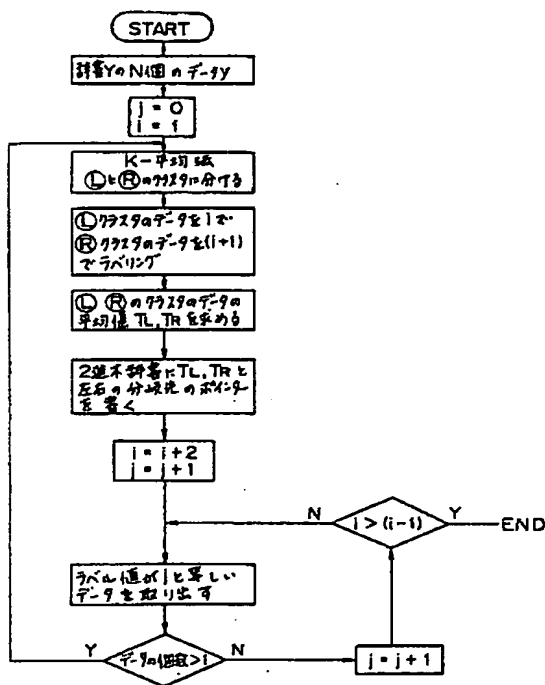 START
辞書YのN個のデータy
j = 0
i = 1
K-平均法
ⓁとⓇのクラスタに分ける
Ⓛクラスタのデータをiで
Ⓡクラスタのデータを(i+1)
でラベリング
Ⓛ Ⓡのクラスタのデータの
平均値 TL, TRを求める
2進木辞書にTL, TRと
左右の分岐先のポインタ
を書く
i = i+2
j = j+1
N
j > (i-1)
Y
END
ラベル値がjと等しい
データを取り出す
Y
データの個数>1
N
j = j+1